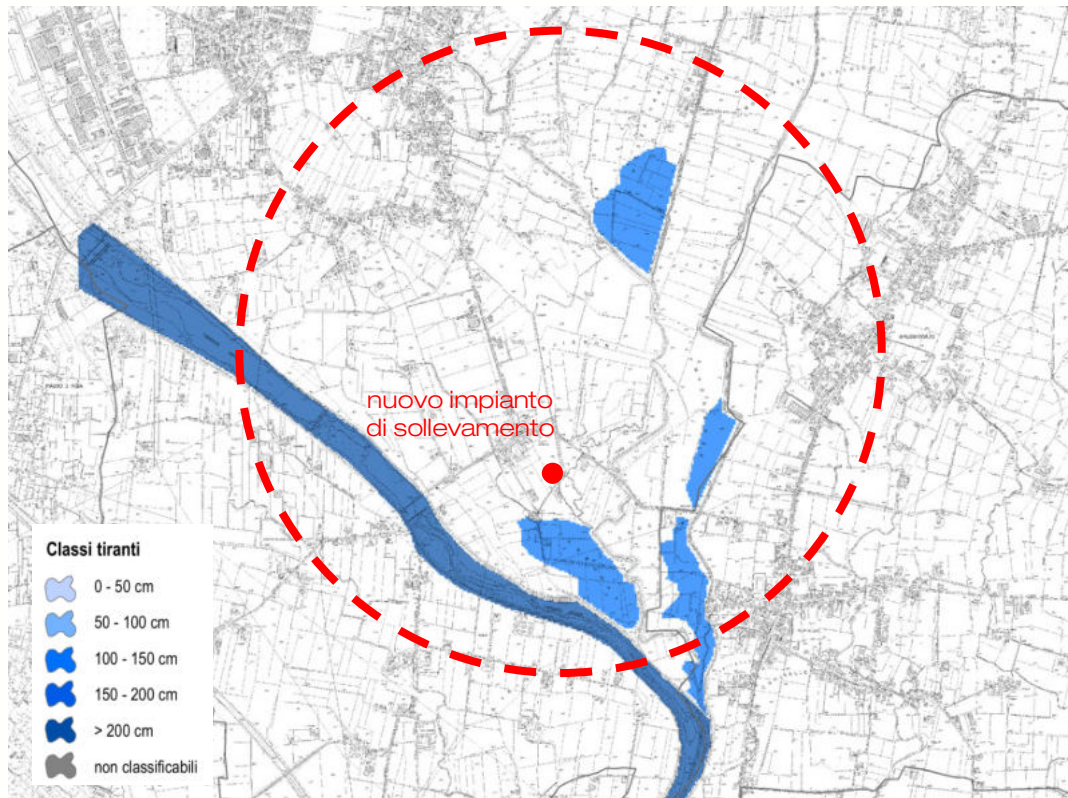 nuovo impianto
di sollevamento
Classi tiranti
0 - 50 cm
50 - 100 cm
100 - 150 cm
150 - 200 cm
> 200 cm
non classificabili